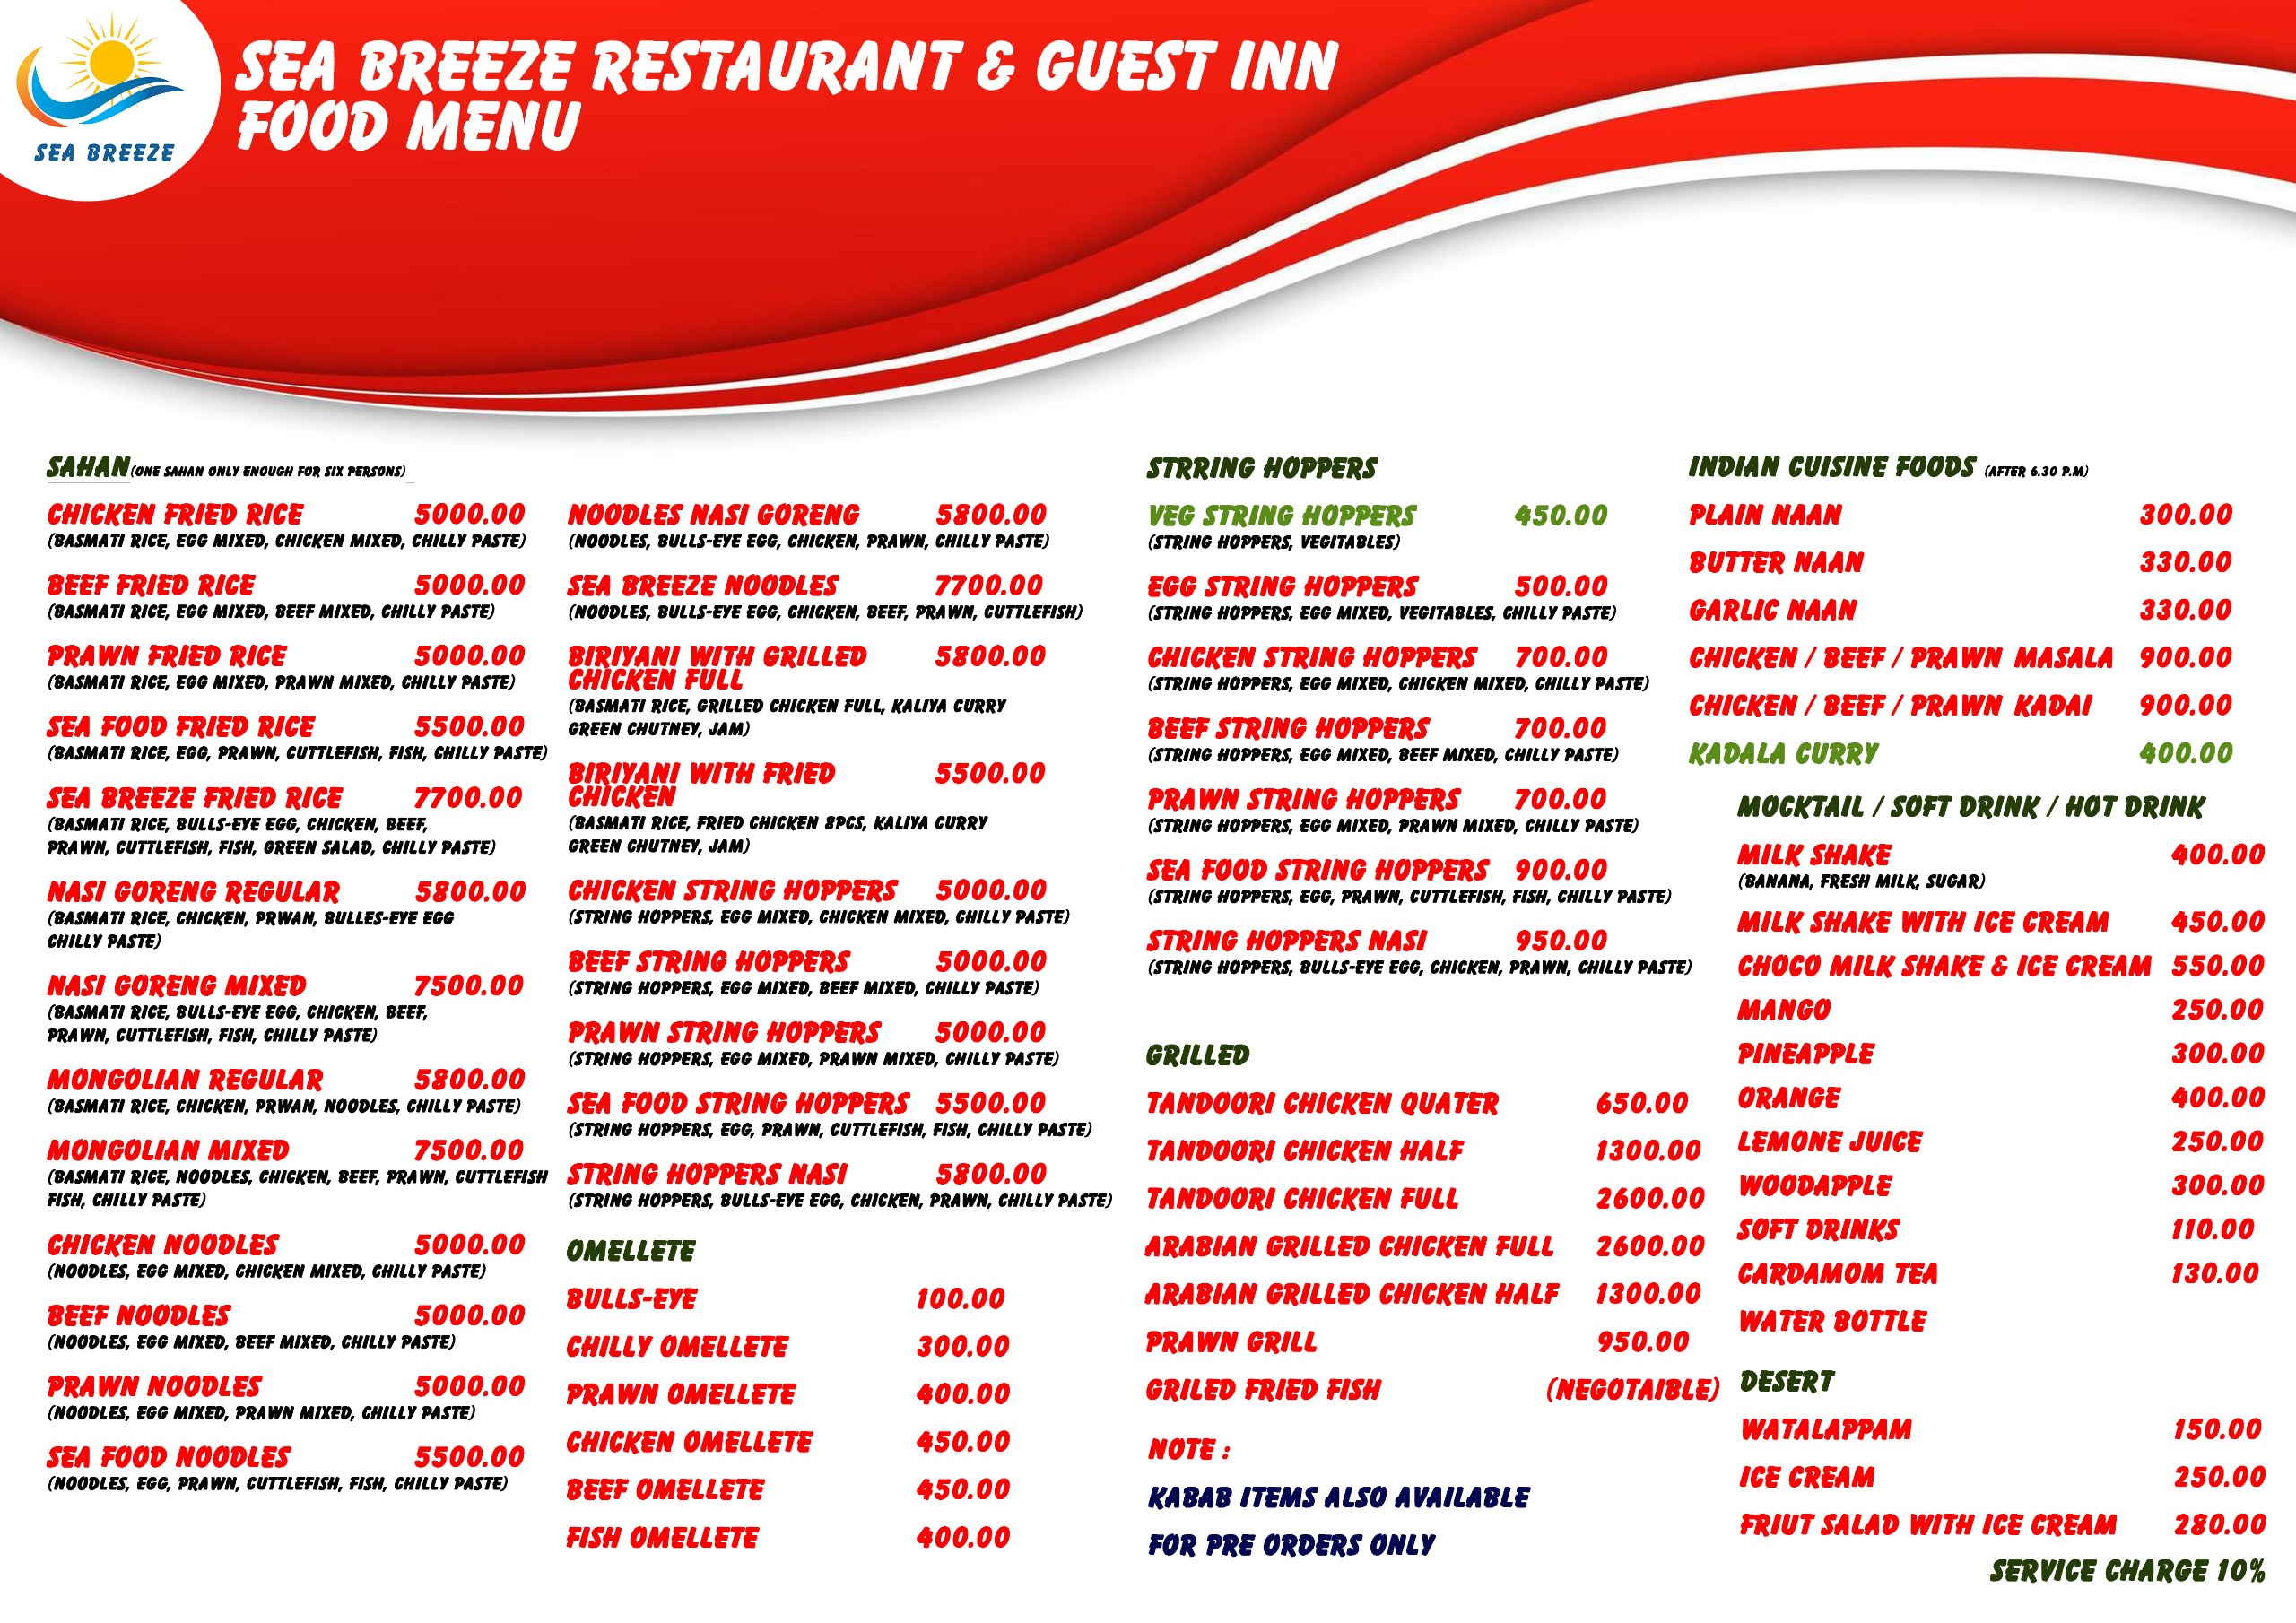 SEA BREEZE
SEA BREEZE RESTAURANT & GUEST INN
FOOD MENU
SAHAN (ONE SAHAN ONLY ENOUGH FOR SIX PERSONS)
CHICKEN FRIED RICE 5000.00
(BASMATI RICE, EGG MIXED, CHICKEN MIXED, CHILLY PASTE)
BEEF FRIED RICE 5000.00
(BASMATI RICE, EGG MIXED, BEEF MIXED, CHILLY PASTE)
PRAWN FRIED RICE 5000.00
(BASMATI RICE, EGG MIXED, PRAWN MIXED, CHILLY PASTE)
SEA FOOD FRIED RICE 5500.00
(BASMATI RICE, EGG, PRAWN, CUTTLEFISH, FISH, CHILLY PASTE)
SEA BREEZE FRIED RICE 7700.00
(BASMATI RICE, BULLS-EYE EGG, CHICKEN, BEEF,
PRAWN, CUTTLEFISH, FISH, GREEN SALAD, CHILLY PASTE)
NASI GORENG REGULAR 5800.00
(BASMATI RICE, CHICKEN, PRWAN, BULLES-EYE EGG
CHILLY PASTE)
NASI GORENG MIXED 7500.00
(BASMATI RICE, BULLS-EYE EGG, CHICKEN, BEEF,
PRAWN, CUTTLEFISH, FISH, CHILLY PASTE)
MONGOLIAN REGULAR 5800.00
(BASMATI RICE, CHICKEN, PRWAN, NOODLES, CHILLY PASTE)
MONGOLIAN MIXED 7500.00
(BASMATI RICE, NOODLES, CHICKEN, BEEF, PRAWN, CUTTLEFISH
FISH, CHILLY PASTE)
CHICKEN NOODLES 5000.00
(NOODLES, EGG MIXED, CHICKEN MIXED, CHILLY PASTE)
BEEF NOODLES 5000.00
(NOODLES, EGG MIXED, BEEF MIXED, CHILLY PASTE)
PRAWN NOODLES 5000.00
(NOODLES, EGG MIXED, PRAWN MIXED, CHILLY PASTE)
SEA FOOD NOODLES 5500.00
(NOODLES, EGG, PRAWN, CUTTLEFISH, FISH, CHILLY PASTE)
NOODLES NASI GORENG 5800.00
(NOODLES, BULLS-EYE EGG, CHICKEN, PRAWN, CHILLY PASTE)
SEA BREEZE NOODLES 7700.00
(NOODLES, BULLS-EYE EGG, CHICKEN, BEEF, PRAWN, CUTTLEFISH)
BIRIYANI WITH GRILLED 5800.00
CHICKEN FULL
(BASMATI RICE, GRILLED CHICKEN FULL, KALIYA CURRY
GREEN CHUTNEY, JAM)
BIRIYANI WITH FRIED 5500.00
CHICKEN
(BASMATI RICE, FRIED CHICKEN 8PCS, KALIYA CURRY
GREEN CHUTNEY, JAM)
CHICKEN STRING HOPPERS 5000.00
(STRING HOPPERS, EGG MIXED, CHICKEN MIXED, CHILLY PASTE)
BEEF STRING HOPPERS 5000.00
(STRING HOPPERS, EGG MIXED, BEEF MIXED, CHILLY PASTE)
PRAWN STRING HOPPERS 5000.00
(STRING HOPPERS, EGG MIXED, PRAWN MIXED, CHILLY PASTE)
SEA FOOD STRING HOPPERS 5500.00
(STRING HOPPERS, EGG, PRAWN, CUTTLEFISH, FISH, CHILLY PASTE)
STRING HOPPERS NASI 5800.00
(STRING HOPPERS, BULLS-EYE EGG, CHICKEN, PRAWN, CHILLY PASTE)
OMELLETE
BULLS-EYE 100.00
CHILLY OMELLETE 300.00
PRAWN OMELLETE 400.00
CHICKEN OMELLETE 450.00
BEEF OMELLETE 450.00
FISH OMELLETE 400.00
STRRING HOPPERS
VEG STRING HOPPERS 450.00
(STRING HOPPERS, VEGITABLES)
EGG STRING HOPPERS 500.00
(STRING HOPPERS, EGG MIXED, VEGITABLES, CHILLY PASTE)
CHICKEN STRING HOPPERS 700.00
(STRING HOPPERS, EGG MIXED, CHICKEN MIXED, CHILLY PASTE)
BEEF STRING HOPPERS 700.00
(STRING HOPPERS, EGG MIXED, BEEF MIXED, CHILLY PASTE)
PRAWN STRING HOPPERS 700.00
(STRING HOPPERS, EGG MIXED, PRAWN MIXED, CHILLY PASTE)
SEA FOOD STRING HOPPERS 900.00
(STRING HOPPERS, EGG, PRAWN, CUTTLEFISH, FISH, CHILLY PASTE)
STRING HOPPERS NASI 950.00
(STRING HOPPERS, BULLS-EYE EGG, CHICKEN, PRAWN, CHILLY PASTE)
GRILLED
TANDOORI CHICKEN QUATER 650.00
TANDOORI CHICKEN HALF 1300.00
TANDOORI CHICKEN FULL 2600.00
ARABIAN GRILLED CHICKEN FULL 2600.00
ARABIAN GRILLED CHICKEN HALF 1300.00
PRAWN GRILL 950.00
GRILED FRIED FISH (NEGOTAIBLE)
NOTE :
KABAB ITEMS ALSO AVAILABLE
FOR PRE ORDERS ONLY
INDIAN CUISINE FOODS (AFTER 6.30 P.M)
PLAIN NAAN 300.00
BUTTER NAAN 330.00
GARLIC NAAN 330.00
CHICKEN / BEEF / PRAWN MASALA 900.00
CHICKEN / BEEF / PRAWN KADAI 900.00
KADALA CURRY 400.00
MOCKTAIL / SOFT DRINK / HOT DRINK
MILK SHAKE 400.00
(BANANA, FRESH MILK, SUGAR)
MILK SHAKE WITH ICE CREAM 450.00
CHOCO MILK SHAKE & ICE CREAM 550.00
MANGO 250.00
PINEAPPLE 300.00
ORANGE 400.00
LEMONE JUICE 250.00
WOODAPPLE 300.00
SOFT DRINKS 110.00
CARDAMOM TEA 130.00
WATER BOTTLE
DESERT
WATALAPPAM 150.00
ICE CREAM 250.00
FRIUT SALAD WITH ICE CREAM 280.00
SERVICE CHARGE 10%